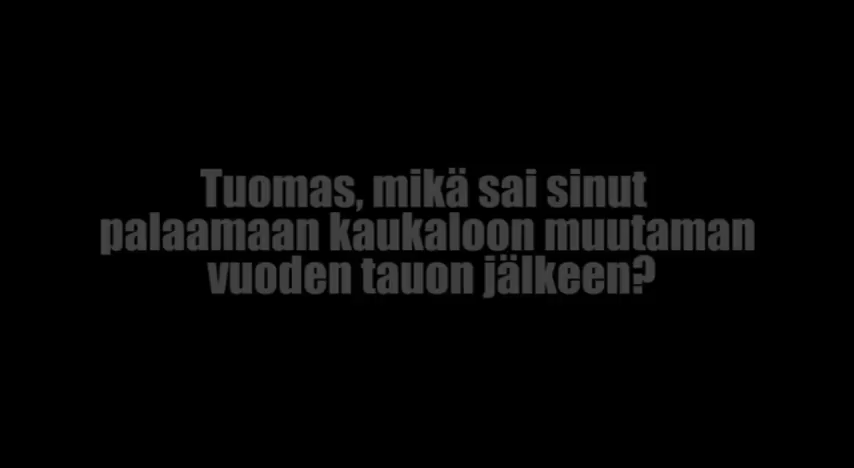 Tuomas, mikä sai sinut
palaamaan kaukaloon muutaman
vuoden tauon jälkeen?